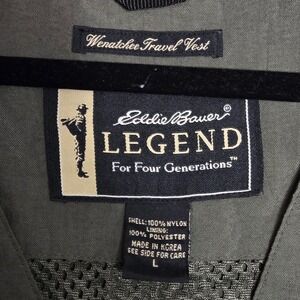 Wenatchee Travel Vest
Eddie Bauer®
LEGEND
For Four Generations™
SHELL: 100% NYLON
LINING:
100% POLYESTER
MADE IN KOREA
SEE SIDE FOR CARE
L